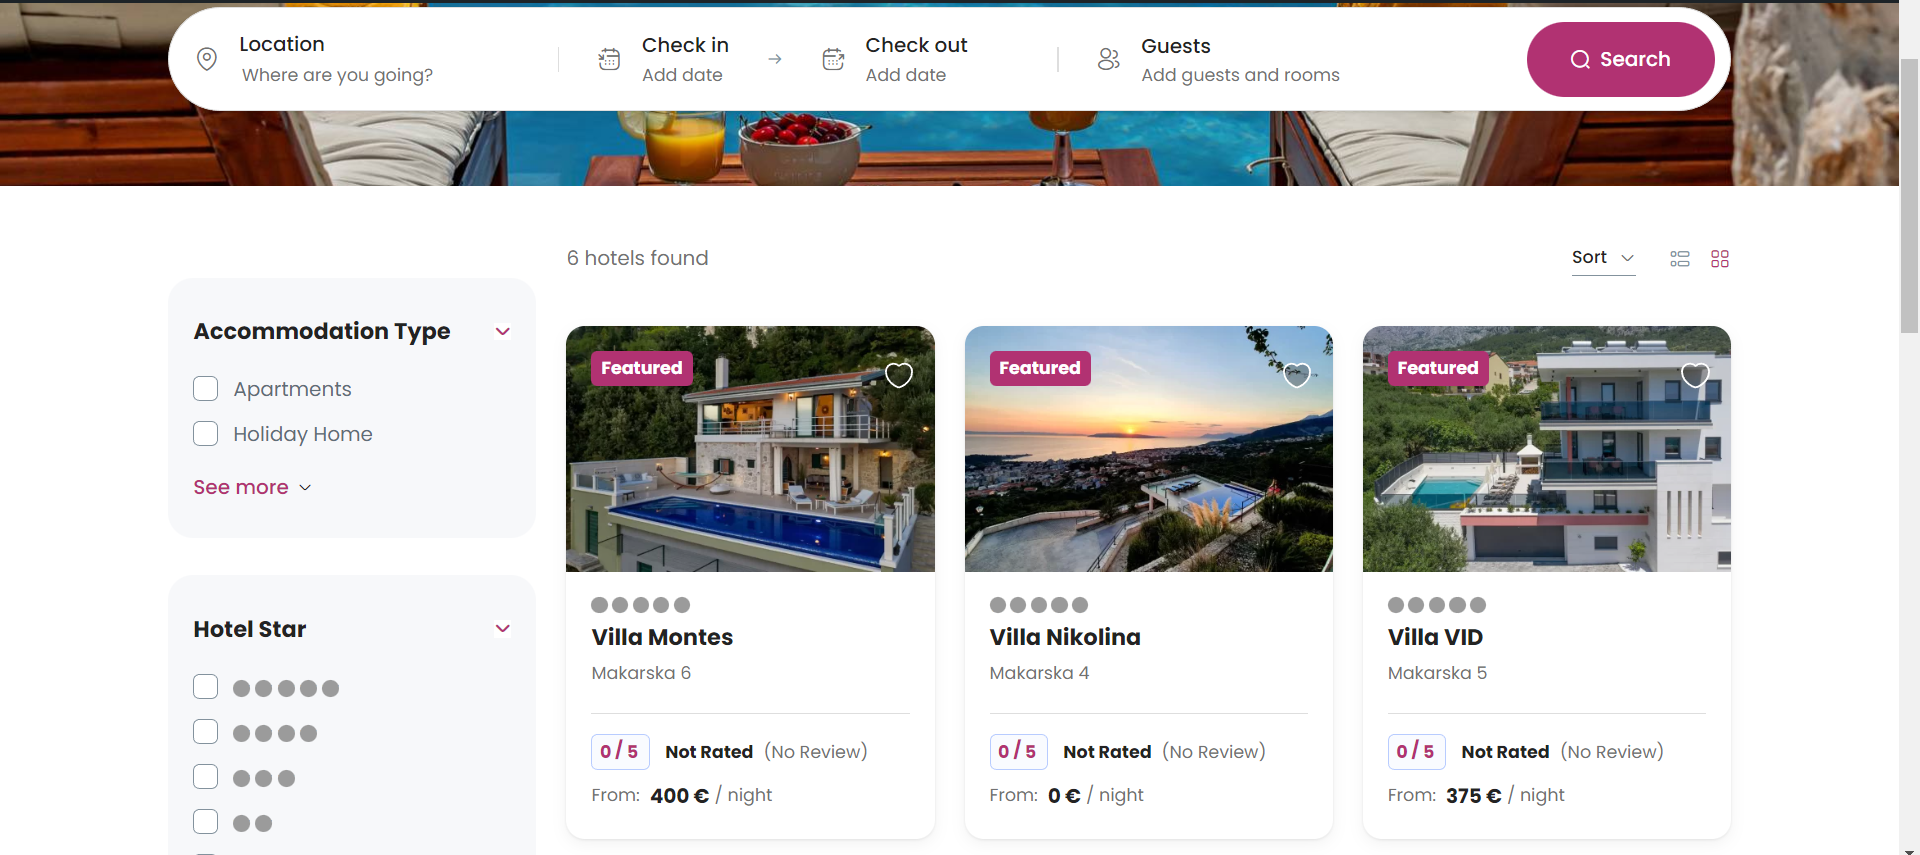 Location
Where are you going?
Check in
Add date
Check out
Add date
Guests
Add guests and rooms
Search
6 hotels found
Sort
Accommodation Type
Apartments
Holiday Home
See more
Hotel Star
Featured
Villa Montes
Makarska 6
0 / 5 Not Rated (No Review)
From: 400 € / night
Featured
Villa Nikolina
Makarska 4
0 / 5 Not Rated (No Review)
From: 0 € / night
Featured
Villa VID
Makarska 5
0 / 5 Not Rated (No Review)
From: 375 € / night